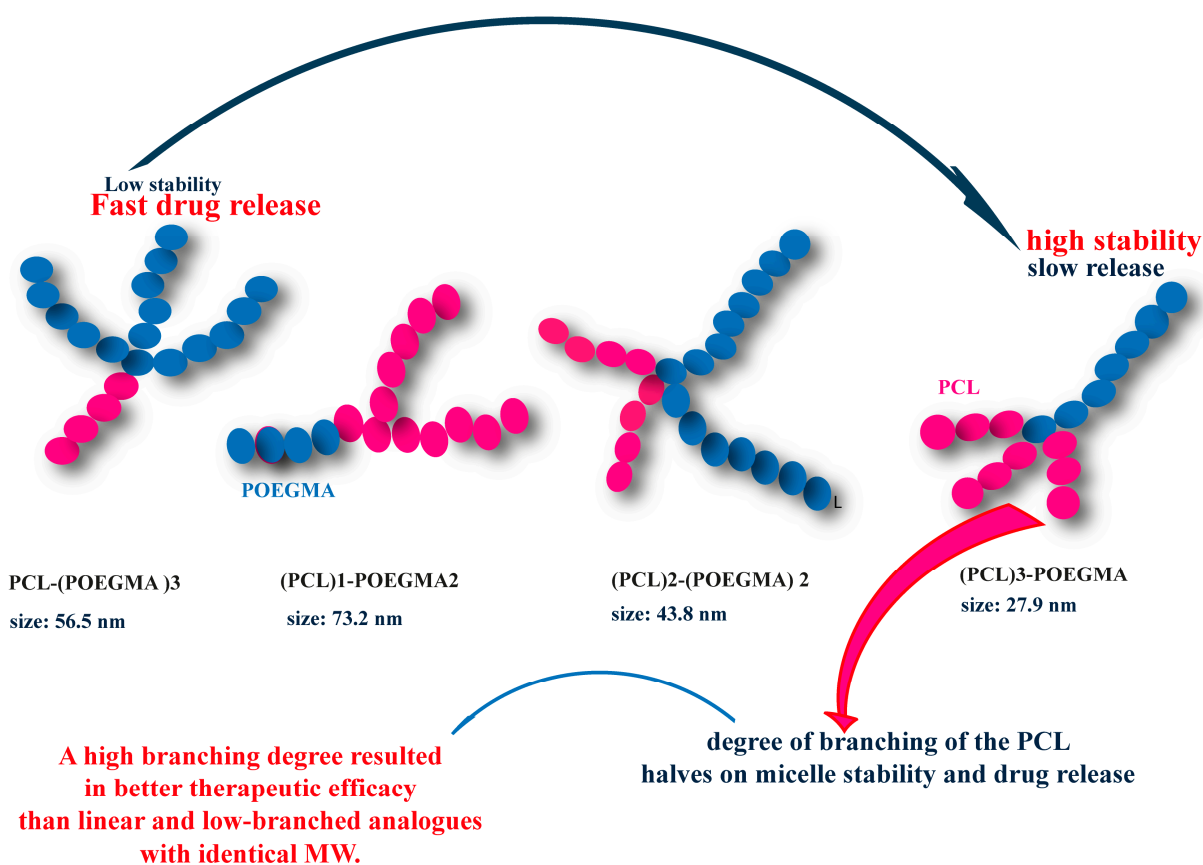 Low stability
Fast drug release
high stability
slow release
PCL
POEGMA
L
PCL-(POEGMA )3
size: 56.5 nm
(PCL)1-POEGMA2
size: 73.2 nm
(PCL)2-(POEGMA) 2
size: 43.8 nm
(PCL)3-POEGMA
size: 27.9 nm
degree of branching of the PCL
halves on micelle stability and drug release
A high branching degree resulted
in better therapeutic efficacy
than linear and low-branched analogues
with identical MW.